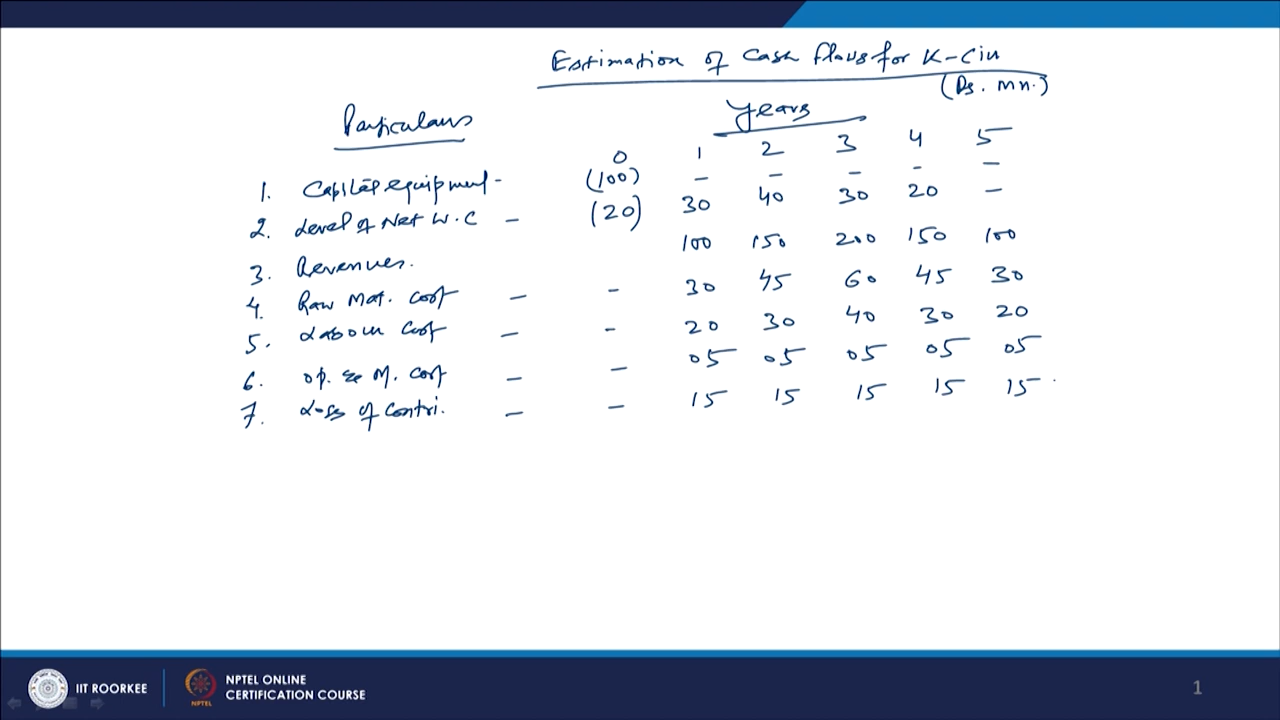 Estimation of Cash flows for K-Cin
(Rs. Mn.)
Particulars Years
0 1 2 3 4 5
1. Capital equipment - (100) - - - - -
2. Level of Net W.C - (20) 30 40 30 20 -
3. Revenues. 100 150 200 150 100
4. Raw Mat. Cost - - 30 45 60 45 30
5. Labour Cost - - 20 30 40 30 20
6. Op. & M. Cost - - 05 05 05 05 05
7. Loss of Contri. - - 15 15 15 15 15
IIT ROORKEE
NPTEL ONLINE
CERTIFICATION COURSE
NPTEL
1